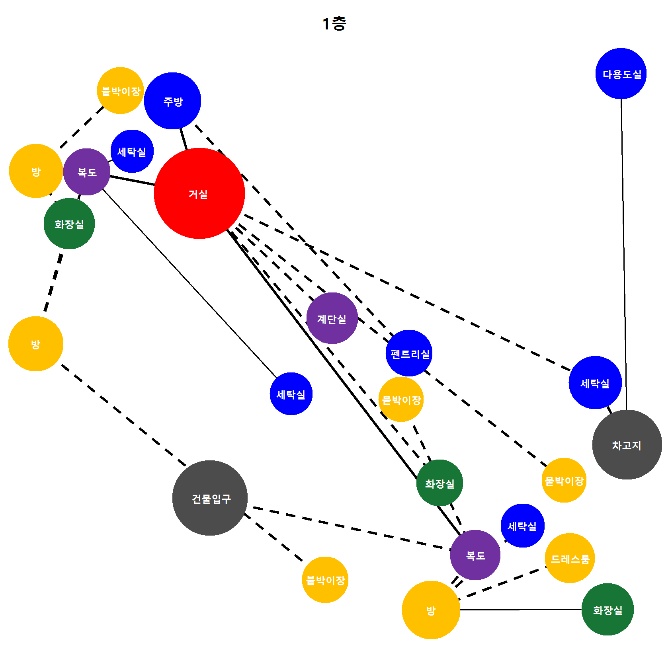 1층
다용도실
붙박이장
주방
세탁실
방
복도
거실
화장실
계단실
방
펜트리실
세탁실
세탁실
붙박이장
차고지
화장실
붙박이장
건물입구
세탁실
복도
드레스룸
붙박이장
방
화장실